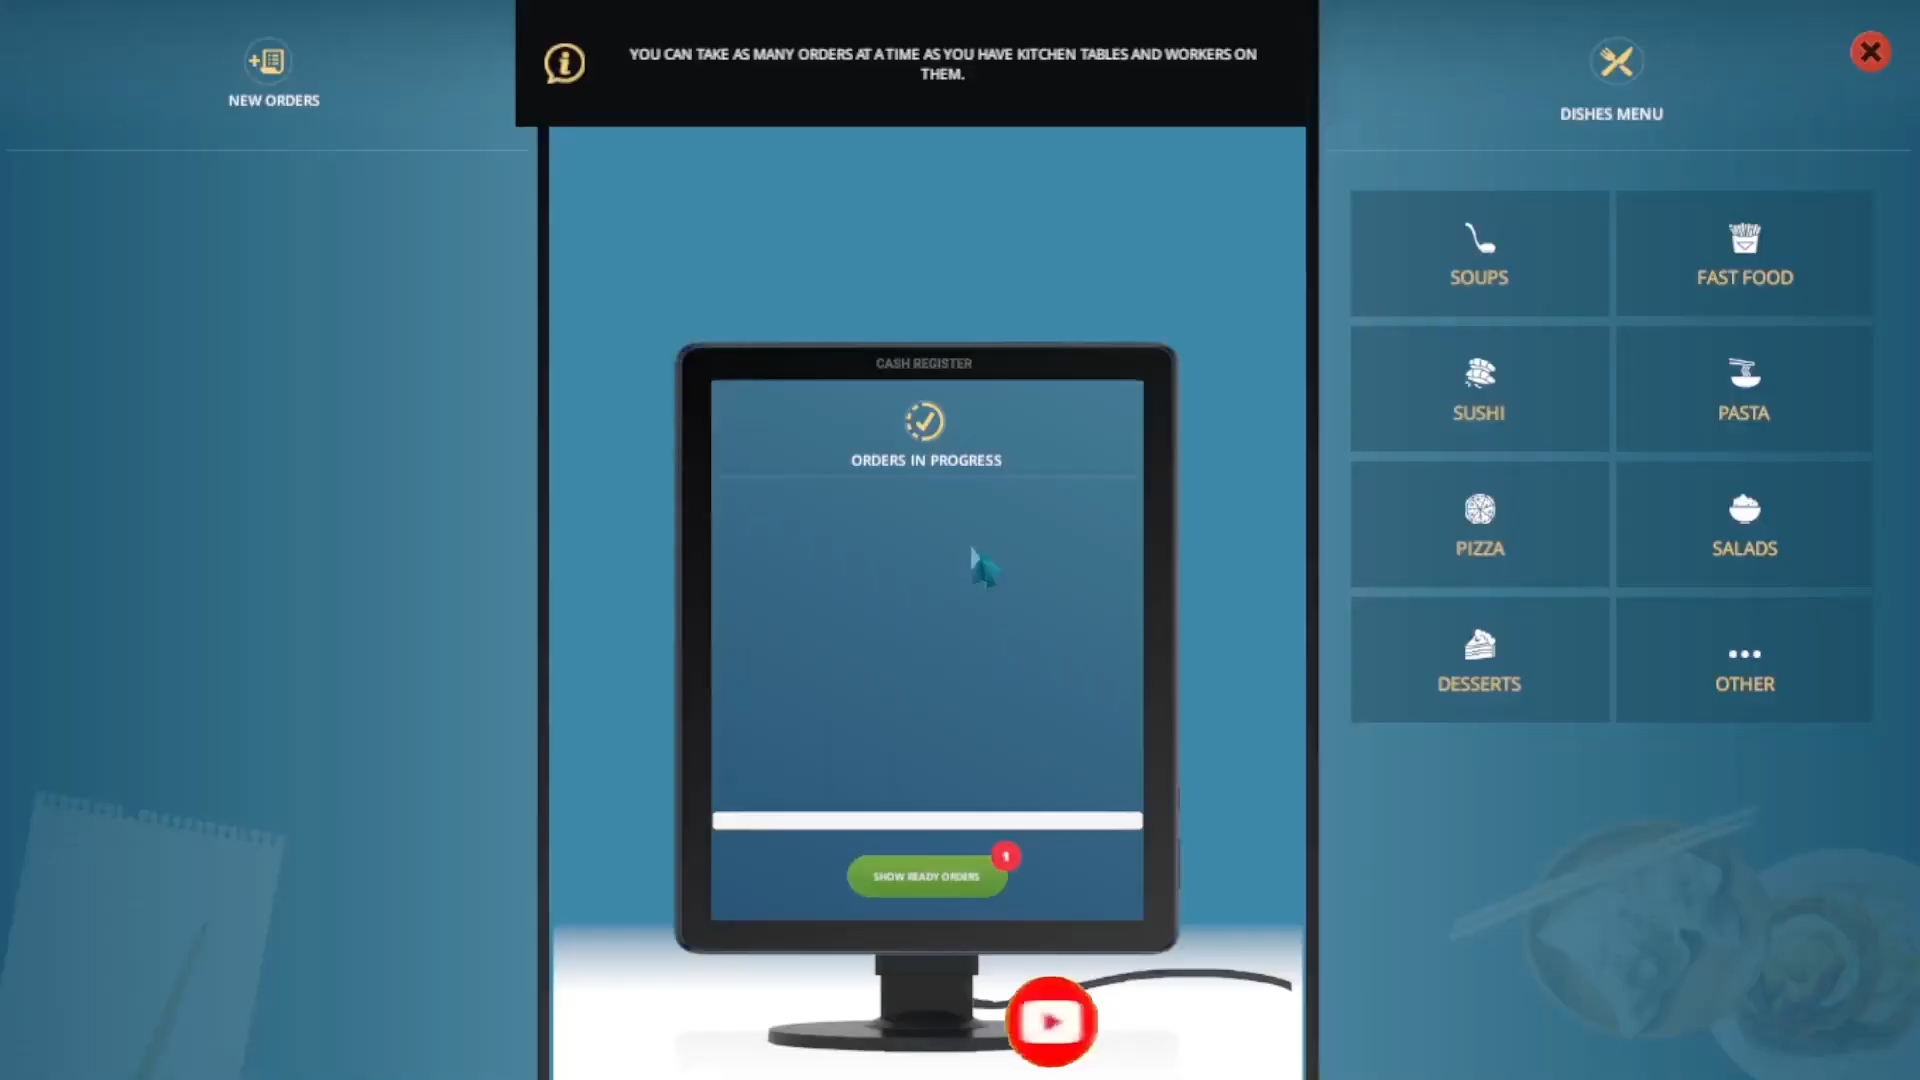 NEW ORDERS
YOU CAN TAKE AS MANY ORDERS AT A TIME AS YOU HAVE KITCHEN TABLES AND WORKERS ON
THEM.
DISHES MENU
SOUPS
FAST FOOD
SUSHI
PASTA
PIZZA
SALADS
DESSERTS
OTHER
CASH REGISTER
ORDERS IN PROGRESS
1
SHOW READY ORDERS